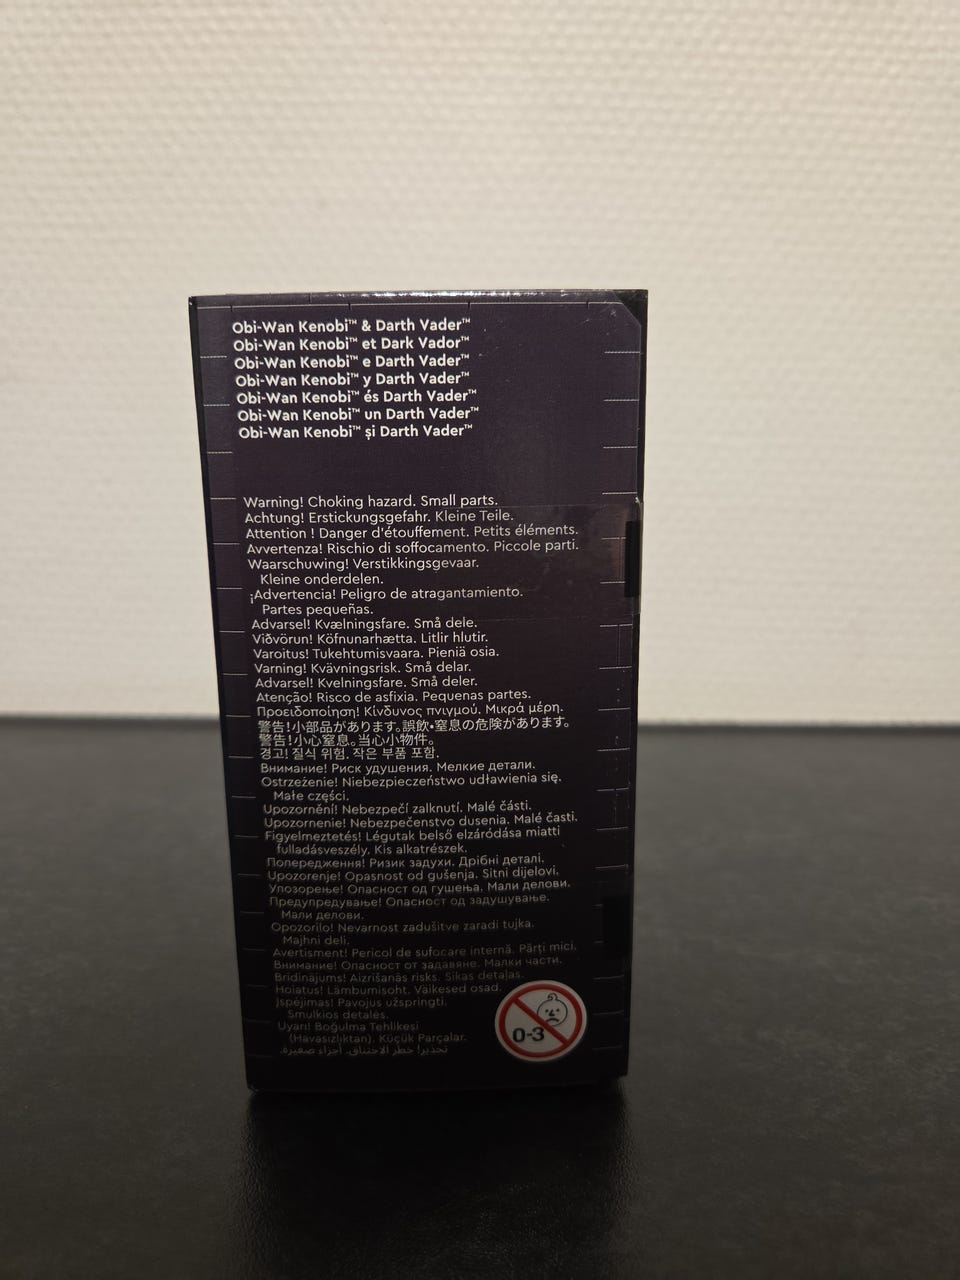 Obi-Wan Kenobi™ & Darth Vader™
Obi-Wan Kenobi™ et Dark Vador™
Obi-Wan Kenobi™ e Darth Vader™
Obi-Wan Kenobi™ y Darth Vader™
Obi-Wan Kenobi™ és Darth Vader™
Obi-Wan Kenobi™ un Darth Vader™
Obi-Wan Kenobi™ și Darth Vader™
Warning! Choking hazard. Small parts.
Achtung! Erstickungsgefahr. Kleine Teile.
Attention ! Danger d'étouffement. Petits éléments.
Avvertenza! Rischio di soffocamento. Piccole parti.
Waarschuwing! Verstikkingsgevaar.
Kleine onderdelen.
¡Advertencia! Peligro de atragantamiento.
Partes pequeñas.
Advarsel! Kvælningsfare. Små dele.
Viðvörun! Köfnunarhætta. Litlir hlutir.
Varoitus! Tukehtumisvaara. Pieniä osia.
Varning! Kvävningsrisk. Små delar.
Advarsel! Kvelningsfare. Små deler.
Atenção! Risco de asfixia. Pequenas partes.
Προειδοποίηση! Κίνδυνος πνιγμού. Μικρά μέρη.
警告!小部品があります。誤飲・窒息の危険があります。
警告!小心窒息。当心小物件。
경고! 질식 위험. 작은 부품 포함.
Внимание! Риск удушения. Мелкие детали.
Ostrzeżenie! Niebezpieczeństwo udławienia się.
Małe części.
Upozornění! Nebezpečí zalknutí. Malé části.
Upozornenie! Nebezpečenstvo dusenia. Malé časti.
Figyelmeztetés! Légutak belső elzáródása miatti
fulladásveszély. Kis alkatrészek.
Попередження! Ризик задухи. Дрібні деталі.
Upozorenje! Opasnost od gušenja. Sitni dijelovi.
Упозорење! Опасност од гушења. Мали делови.
Предупредување! Опасност од задушување.
Мали делови.
Opozorilo! Nevarnost zadušitve zaradi tujka.
Majhni deli.
Avertisment! Pericol de sufocare internă. Părți mici.
Внимание! Опасност от задавяне. Малки части.
Brīdinājums! Aizrīšanās risks. Sīkas detaļas.
Hoiatus! Lämbumisoht. Väikesed osad.
Įspėjimas! Pavojus užspringti.
Smulkios detalės.
Uyarı! Boğulma Tehlikesi
(Havasızlıktan). Küçük Parçalar.
تحذير! خطر الاختناق. أجزاء صغيرة.
0-3